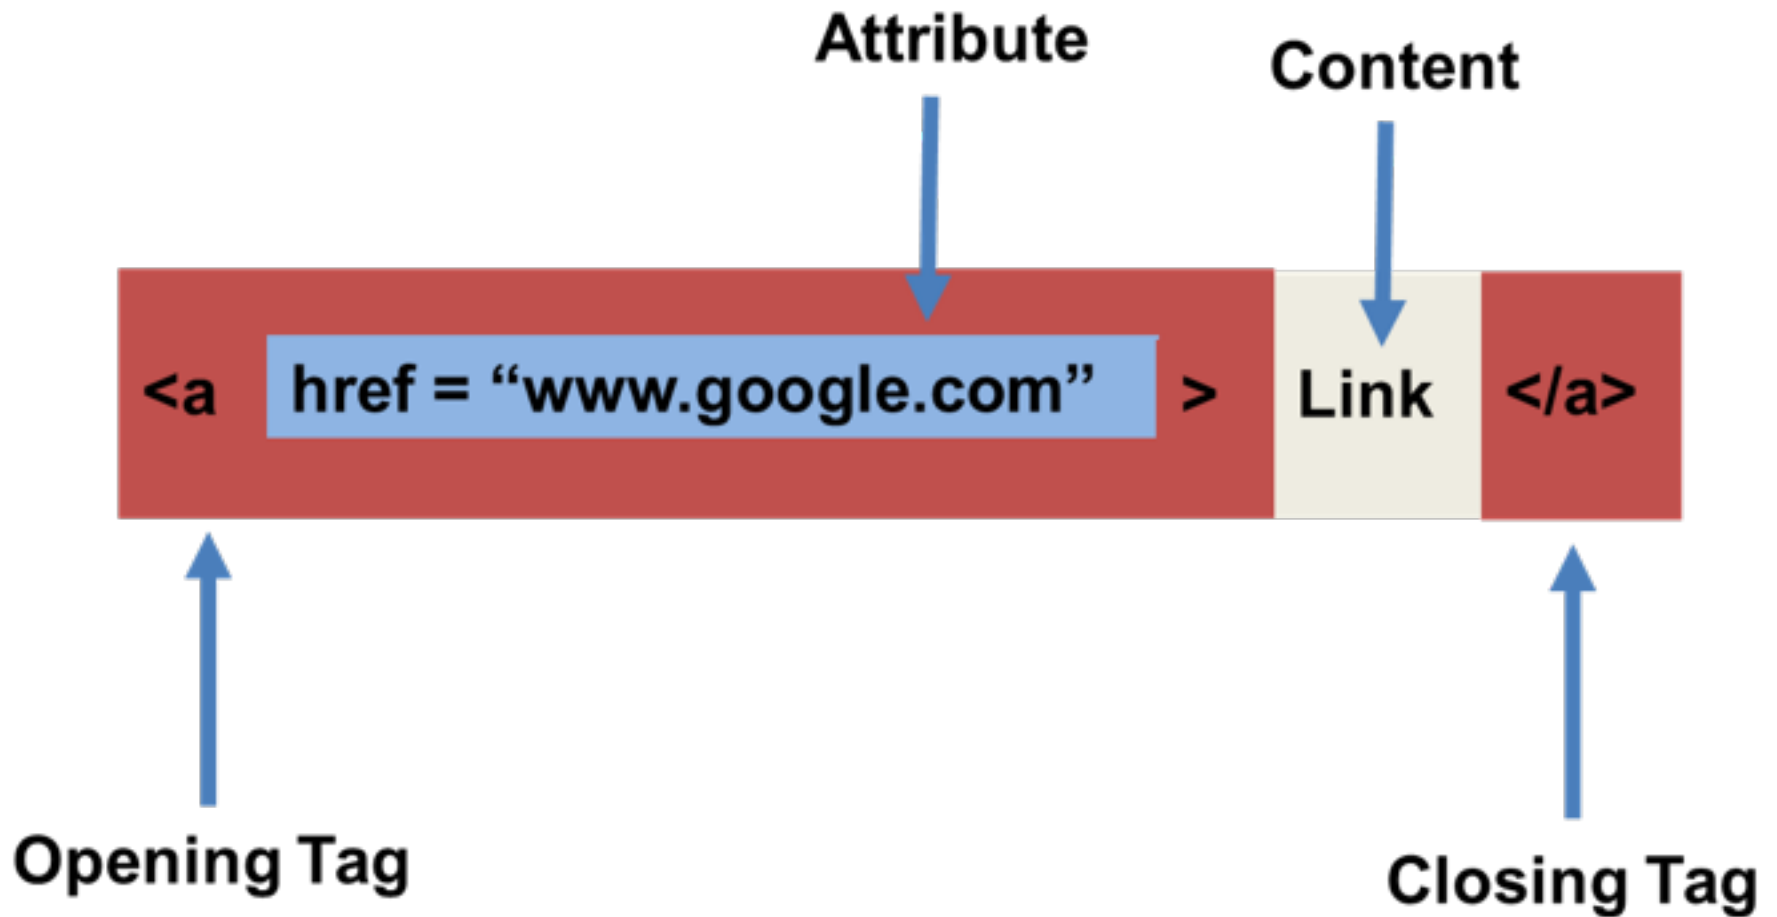 Attribute
Content
<a href = “www.google.com” > Link </a>
Opening Tag
Closing Tag